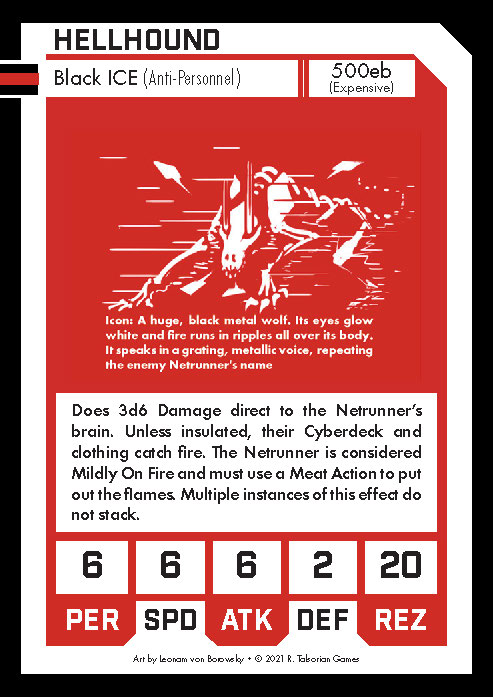 HELLHOUND
Black ICE (Anti-Personnel)
500eb
(Expensive)
Icon: A huge, black metal wolf. Its eyes glow
white and fire runs in ripples all over its body.
It speaks in a grating, metallic voice, repeating
the enemy Netrunner's name
Does 3d6 Damage direct to the Netrunner's
brain. Unless insulated, their Cyberdeck and
clothing catch fire. The Netrunner is considered
Mildly On Fire and must use a Meat Action to put
out the flames. Multiple instances of this effect do
not stack.
6 6 6 2 20
PER SPD ATK DEF REZ
Art by Leonam von Borowsky • © 2021 R. Talsorian Games